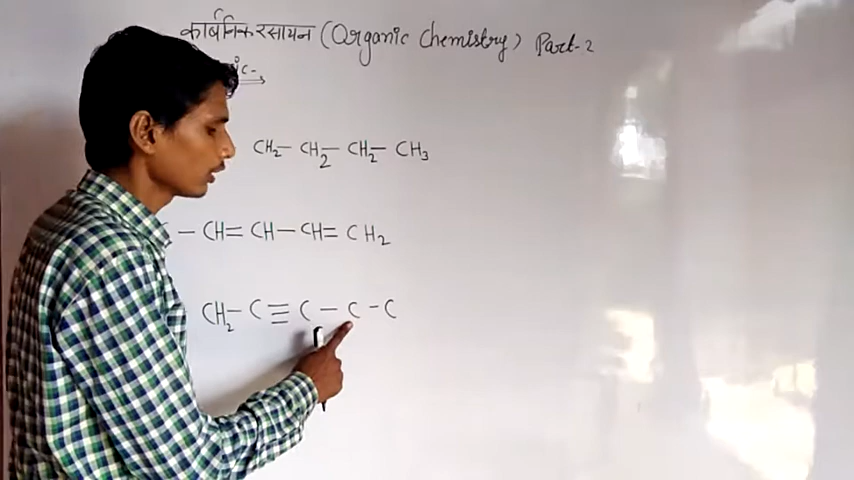 कार्बनिक रसायन (Organic Chemistry) Part-2
CH₂— CH₂— CH₂— CH₃
— CH= CH— CH= CH₂
CH₂— C ≡ C — C – C